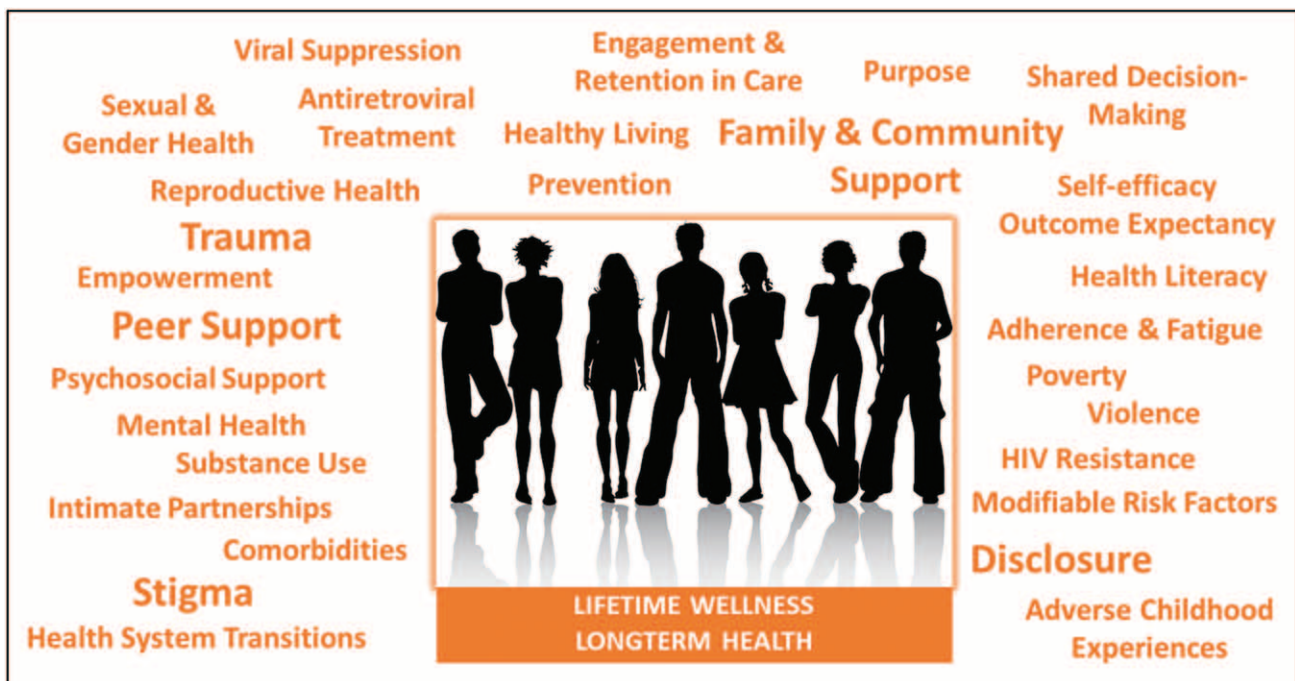 Viral Suppression
Engagement &
Retention in Care
Purpose
Shared Decision-
Making
Sexual &
Gender Health
Antiretroviral
Treatment
Healthy Living
Family & Community
Support
Reproductive Health
Prevention
Self-efficacy
Outcome Expectancy
Trauma
Empowerment
Health Literacy
Peer Support
Adherence & Fatigue
Psychosocial Support
Poverty
Violence
Mental Health
Substance Use
HIV Resistance
Intimate Partnerships
Modifiable Risk Factors
Comorbidities
Disclosure
Stigma
Health System Transitions
LIFETIME WELLNESS
LONGTERM HEALTH
Adverse Childhood
Experiences